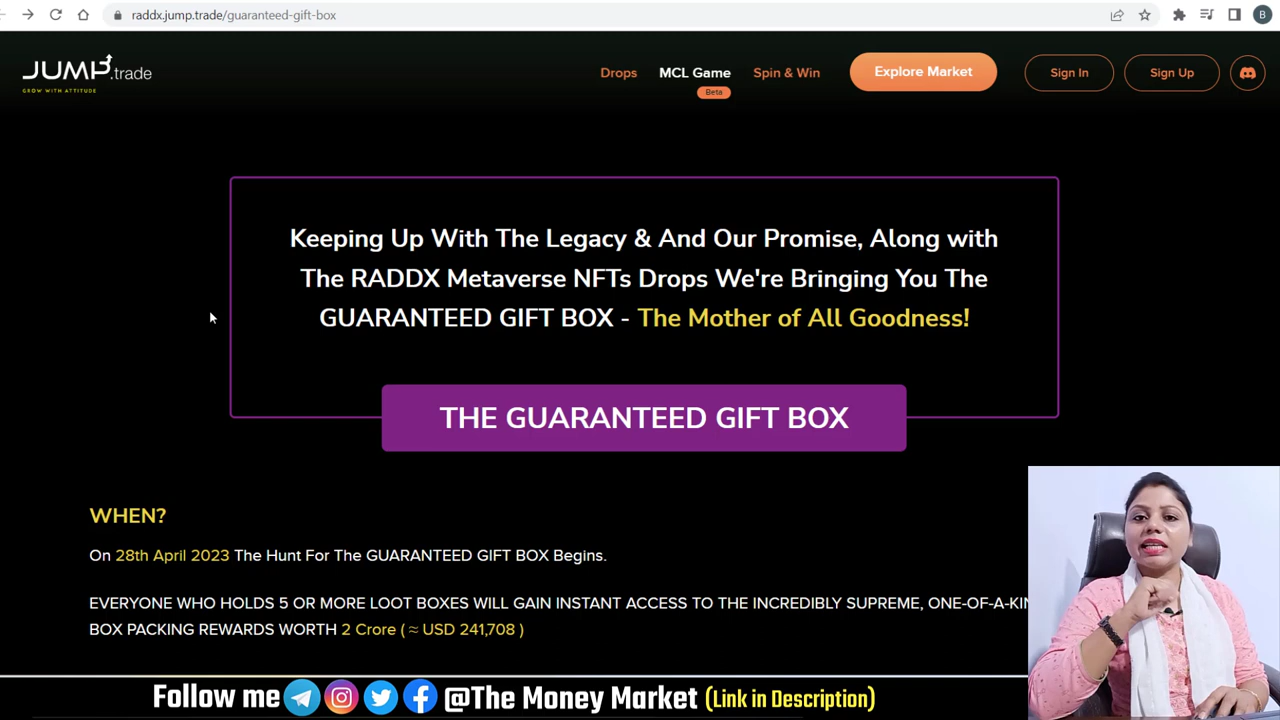 raddx.jump.trade/guaranteed-gift-box
B
JUMP.trade
GROW WITH ATTITUDE
Drops
MCL Game
Beta
Spin & Win
Explore Market
Sign In
Sign Up
Keeping Up With The Legacy & And Our Promise, Along with
The RADDX Metaverse NFTs Drops We're Bringing You The
GUARANTEED GIFT BOX - The Mother of All Goodness!
THE GUARANTEED GIFT BOX
WHEN?
On 28th April 2023 The Hunt For The GUARANTEED GIFT BOX Begins.
EVERYONE WHO HOLDS 5 OR MORE LOOT BOXES WILL GAIN INSTANT ACCESS TO THE INCREDIBLY SUPREME, ONE-OF-A-KIN
BOX PACKING REWARDS WORTH 2 Crore ( ≈ USD 241,708 )
Follow me @The Money Market (Link in Description)